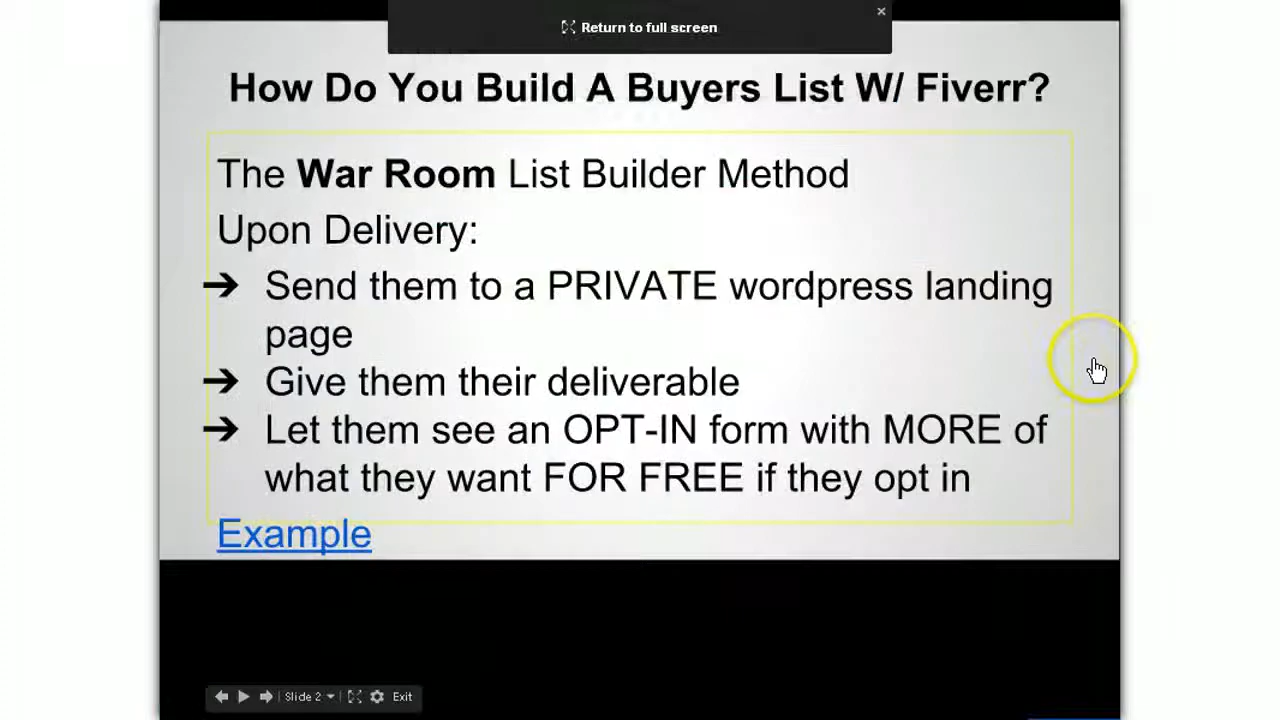 Return to full screen
How Do You Build A Buyers List W/ Fiverr?
The War Room List Builder Method
Upon Delivery:
➔ Send them to a PRIVATE wordpress landing
page
➔ Give them their deliverable
➔ Let them see an OPT-IN form with MORE of
what they want FOR FREE if they opt in
Example
Slide 2 Exit